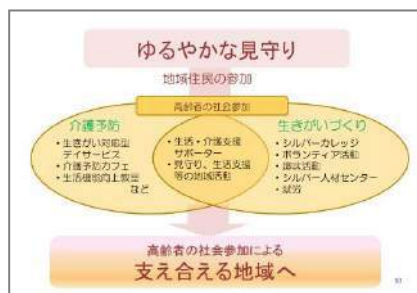 ゆるやかな見守り
地域住民の参加
高齢者の社会参加
介護予防
・生きがい対応型
デイサービス
・介護予防カフェ
・生活機能向上教室
など
・生活・介護支援
サポーター
・見守り、生活支援
等の地域活動
生きがいづくり
・シルバーカレッジ
・ボランティア活動
・趣味活動
・シルバー人材センター
・就労
高齢者の社会参加による
支え合える地域へ